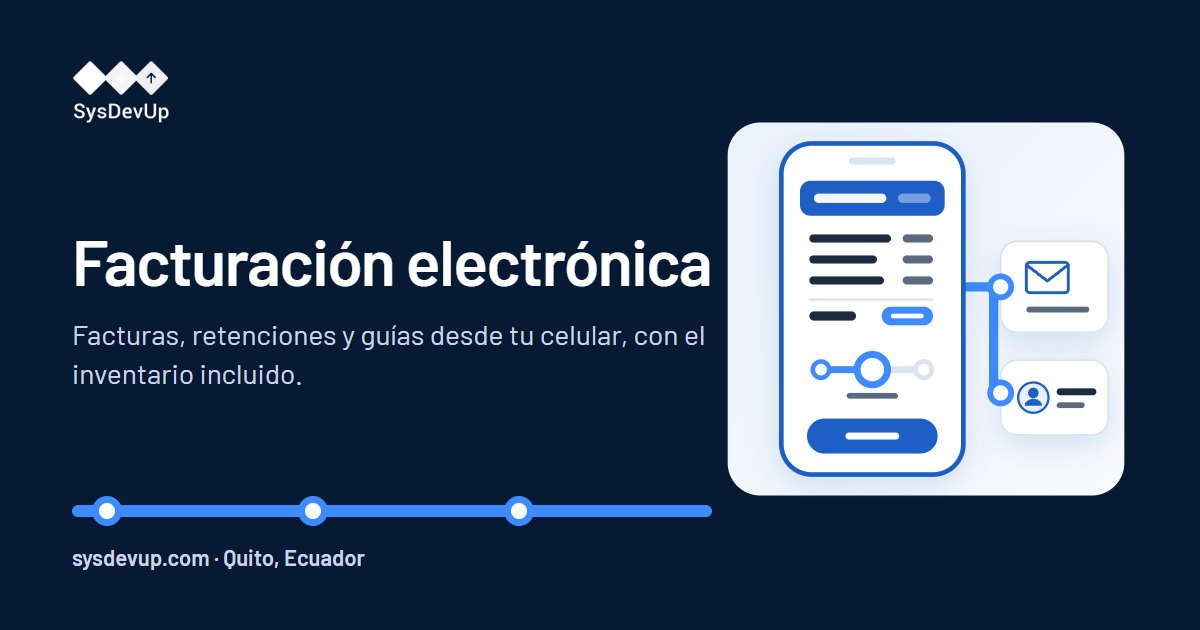 SysDevUp
Facturación electrónica
Facturas, retenciones y guías desde tu celular, con el
inventario incluido.
sysdevup.com · Quito, Ecuador